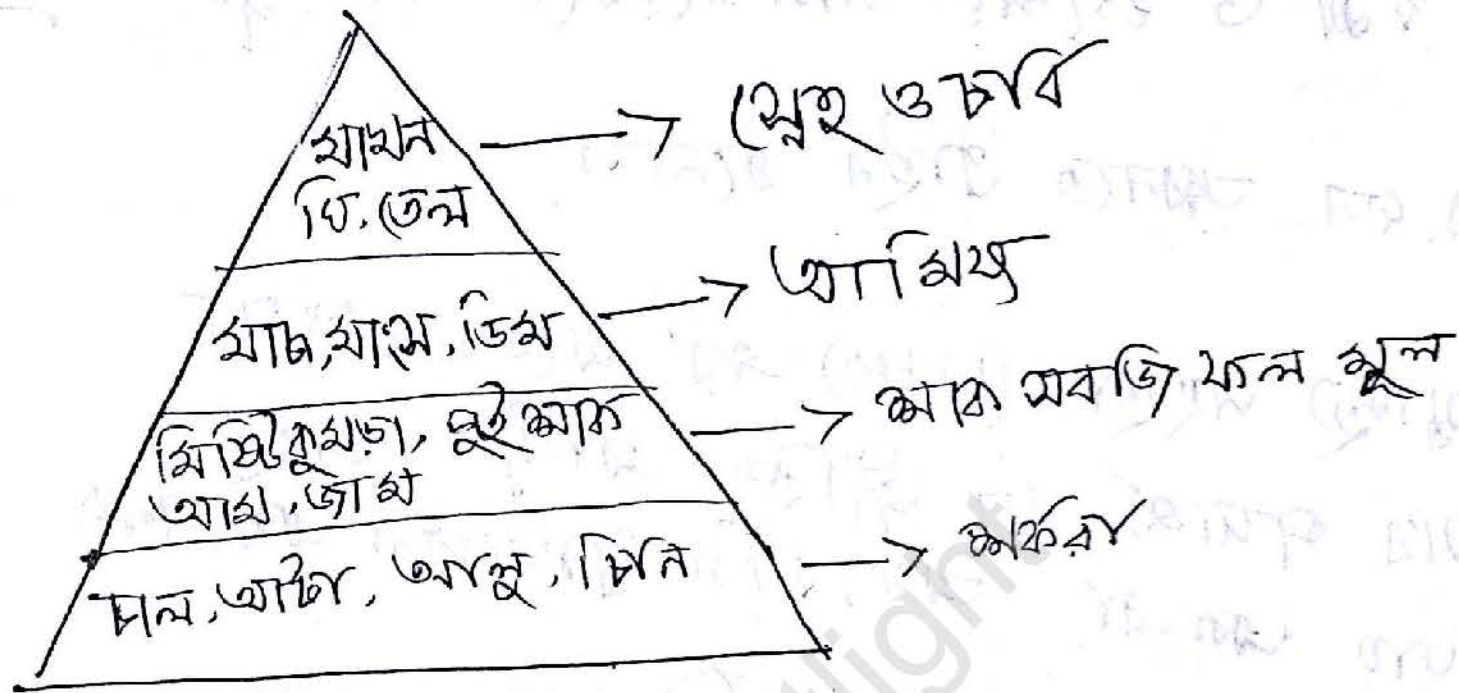 মাখন
ঘি, তেল
→ স্নেহ ও চর্বি
মাছ, মাংস, ডিম
→ আমিষ
মিষ্টিকুমড়া, পুইশাক
আম, জাম
→ শাক সবজি ফল মূল
চাল, আটা, আলু, চিনি
→ শর্করা